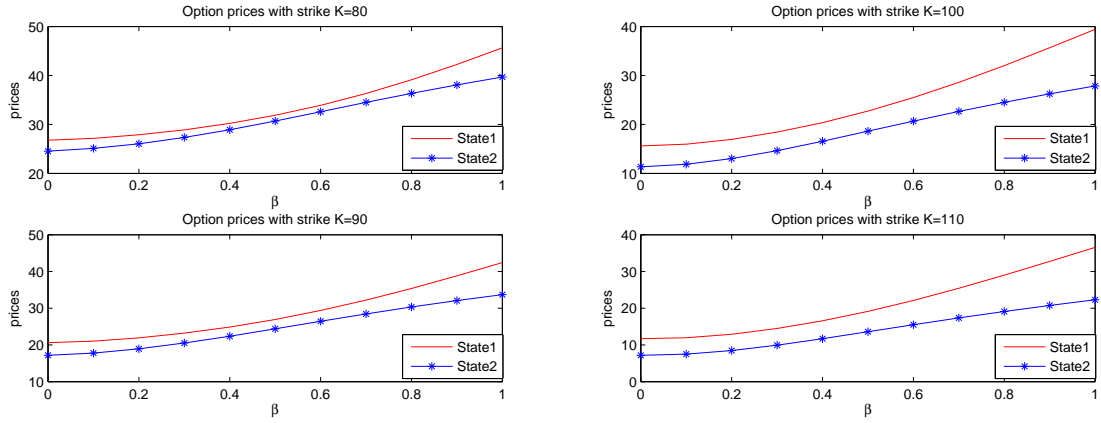 Option prices with strike K=80
50
40
30
20
prices
0
0.2
0.4
0.6
0.8
1
β
State1
State2
Option prices with strike K=100
40
30
20
10
prices
0
0.2
0.4
0.6
0.8
1
β
State1
State2
Option prices with strike K=90
50
40
30
20
10
prices
0
0.2
0.4
0.6
0.8
1
β
State1
State2
Option prices with strike K=110
40
30
20
10
0
prices
0
0.2
0.4
0.6
0.8
1
β
State1
State2